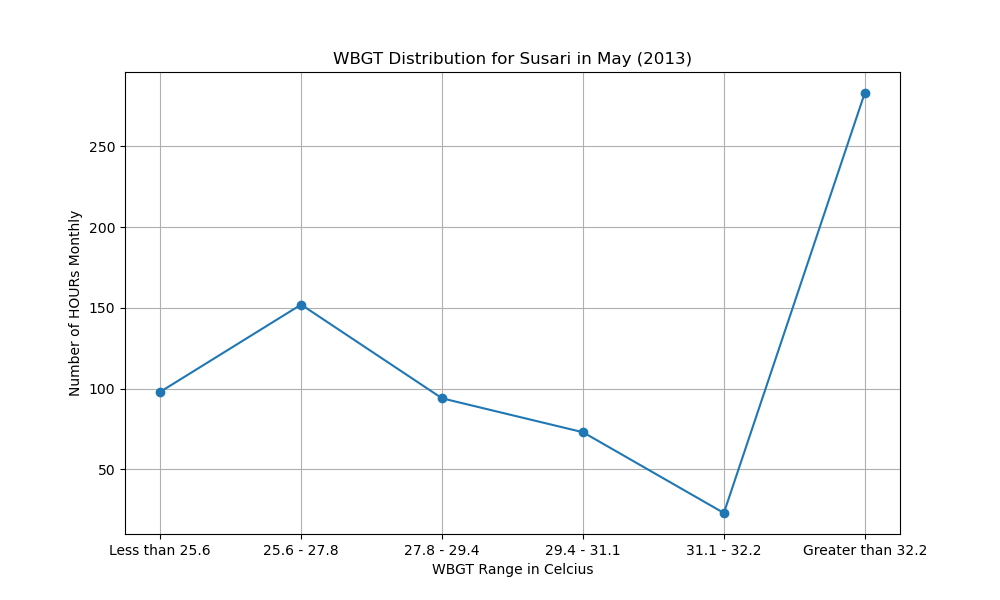 WBGT Distribution for Susari in May (2013)
Number of HOURs Monthly
250
200
150
100
50
Less than 25.6
25.6 - 27.8
27.8 - 29.4
29.4 - 31.1
31.1 - 32.2
Greater than 32.2
WBGT Range in Celcius